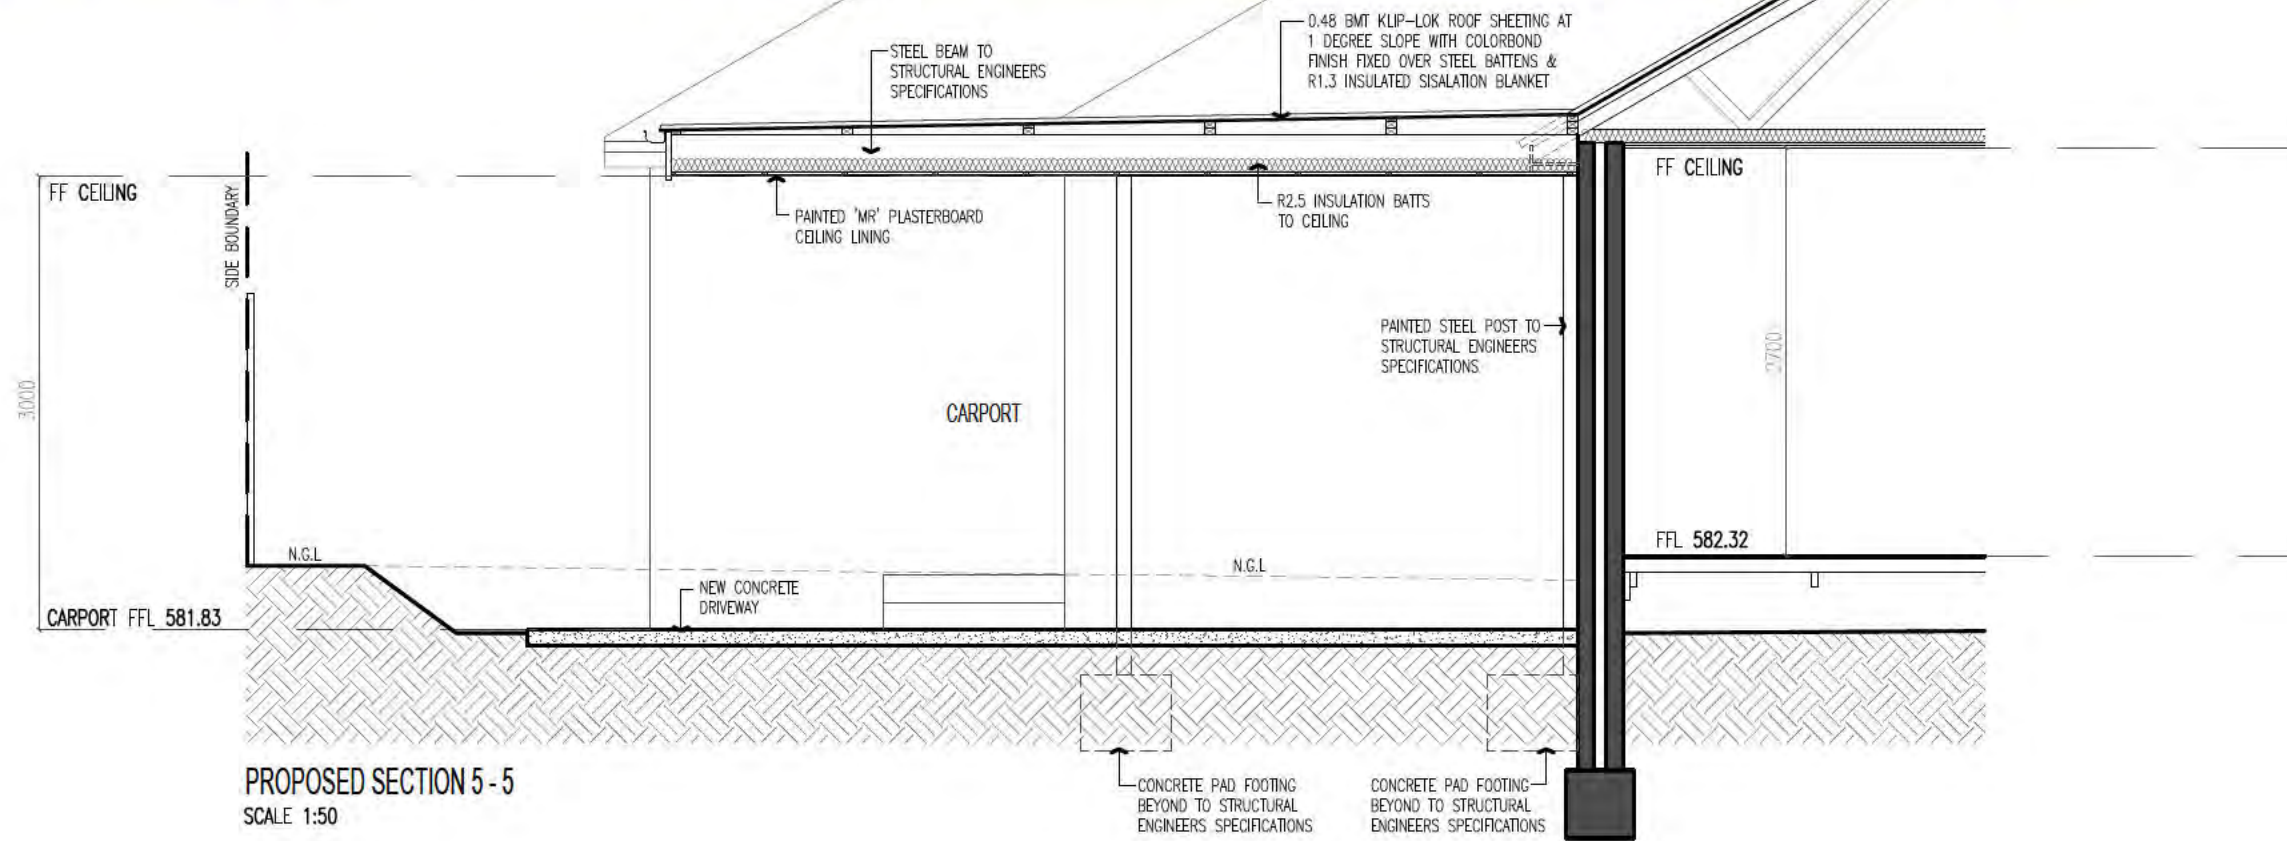 0.48 BMT KLIP-LOK ROOF SHEETING AT
1 DEGREE SLOPE WITH COLORBOND
FINISH FIXED OVER STEEL BATTENS &
R1.3 INSULATED SISALATION BLANKET
STEEL BEAM TO
STRUCTURAL ENGINEERS
SPECIFICATIONS
FF CEILING
SIDE BOUNDARY
PAINTED 'MR' PLASTERBOARD
CEILING LINING
R2.5 INSULATION BATTS
TO CEILING
FF CEILING
PAINTED STEEL POST TO
STRUCTURAL ENGINEERS
SPECIFICATIONS
2700
3000
CARPORT
FFL 582.32
N.G.L
N.G.L
NEW CONCRETE
DRIVEWAY
CARPORT FFL 581.83
PROPOSED SECTION 5 - 5
SCALE 1:50
CONCRETE PAD FOOTING
BEYOND TO STRUCTURAL
ENGINEERS SPECIFICATIONS
CONCRETE PAD FOOTING
BEYOND TO STRUCTURAL
ENGINEERS SPECIFICATIONS